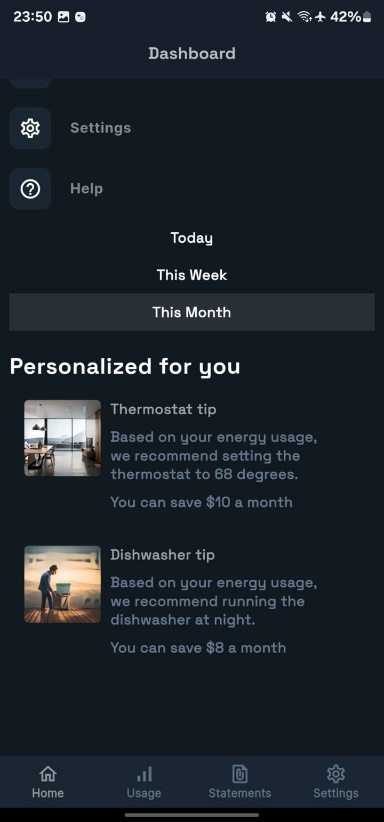 23:50 42%
Dashboard
Settings
Help
Today
This Week
This Month
Personalized for you
Thermostat tip
Based on your energy usage,
we recommend setting the
thermostat to 68 degrees.
You can save $10 a month
Dishwasher tip
Based on your energy usage,
we recommend running the
dishwasher at night.
You can save $8 a month
Home Usage Statements Settings